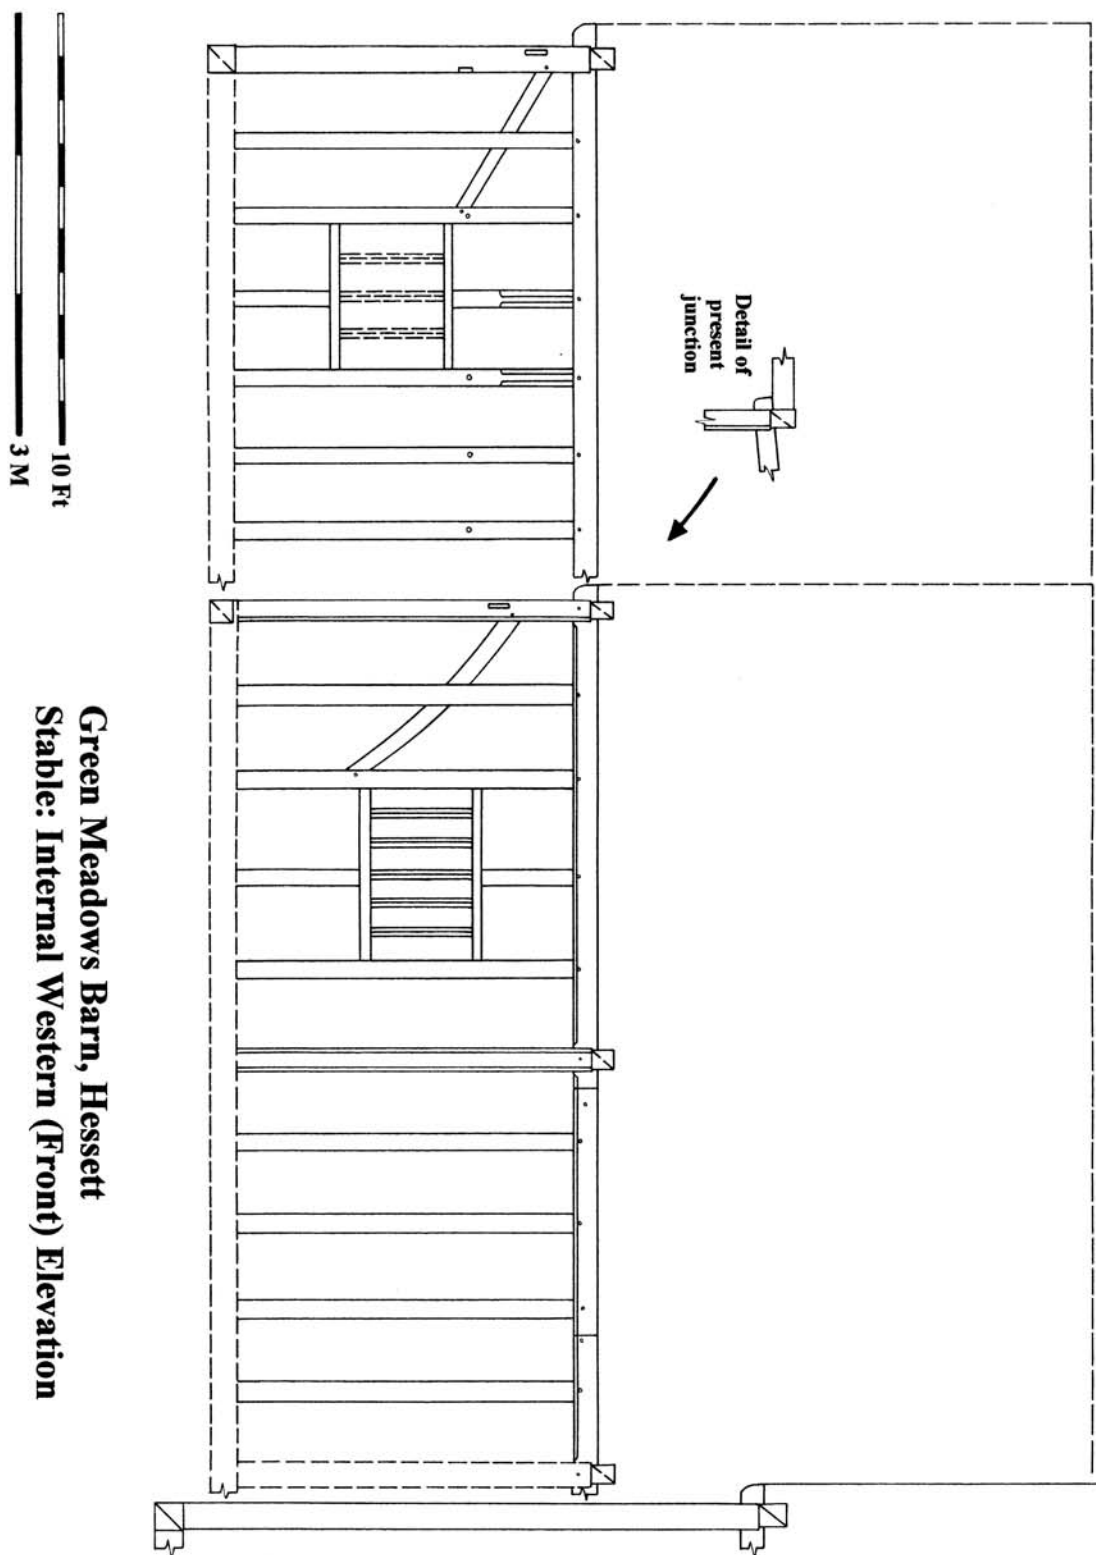 Detail of
present
junction
10 Ft
3 M
Green Meadows Barn, Hessett
Stable: Internal Western (Front) Elevation